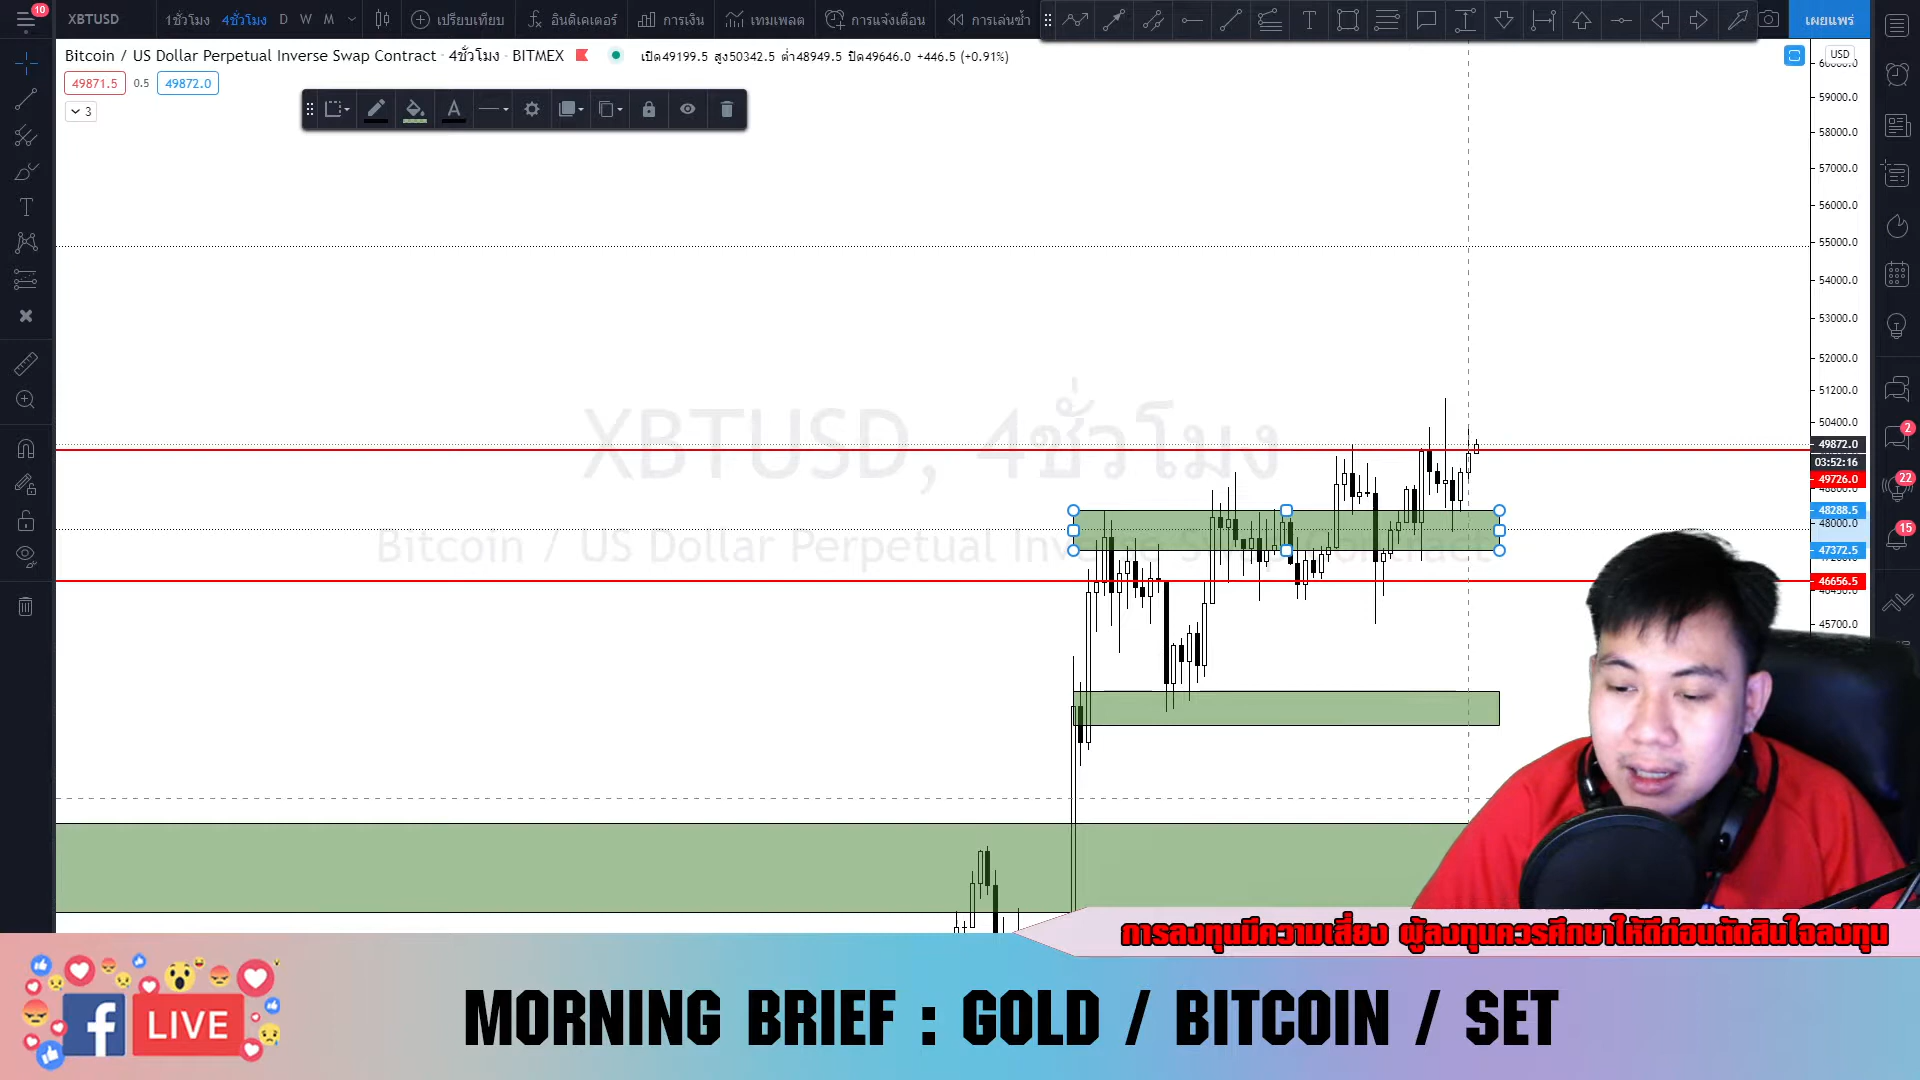 10
XBTUSD
1ชั่วโมง
4ชั่วโมง
D
W
M
เปรียบเทียบ
อินดิเคเตอร์
การเงิน
เทมเพลต
การแจ้งเตือน
การเล่นซ้ำ
เผยแพร่
Bitcoin / US Dollar Perpetual Inverse Swap Contract · 4ชั่วโมง · BITMEX
เปิด49199.5 สูง50342.5 ต่ำ48949.5 ปิด49646.0 +446.5 (+0.91%)
USD
49871.5
0.5
49872.0
3
59000.0
58000.0
57000.0
56000.0
55000.0
54000.0
53000.0
52000.0
51200.0
50400.0
49872.0
03:52:16
49726.0
48288.5
48000.0
47372.5
46656.5
45700.0
2
22
15
XBTUSD, 4ชั่วโมง
Bitcoin / US Dollar Perpetual Inverse Swap Contract
การลงทุนมีความเสี่ยง ผู้ลงทุนควรศึกษาให้ดีก่อนตัดสินใจลงทุน
f LIVE
MORNING BRIEF : GOLD / BITCOIN / SET